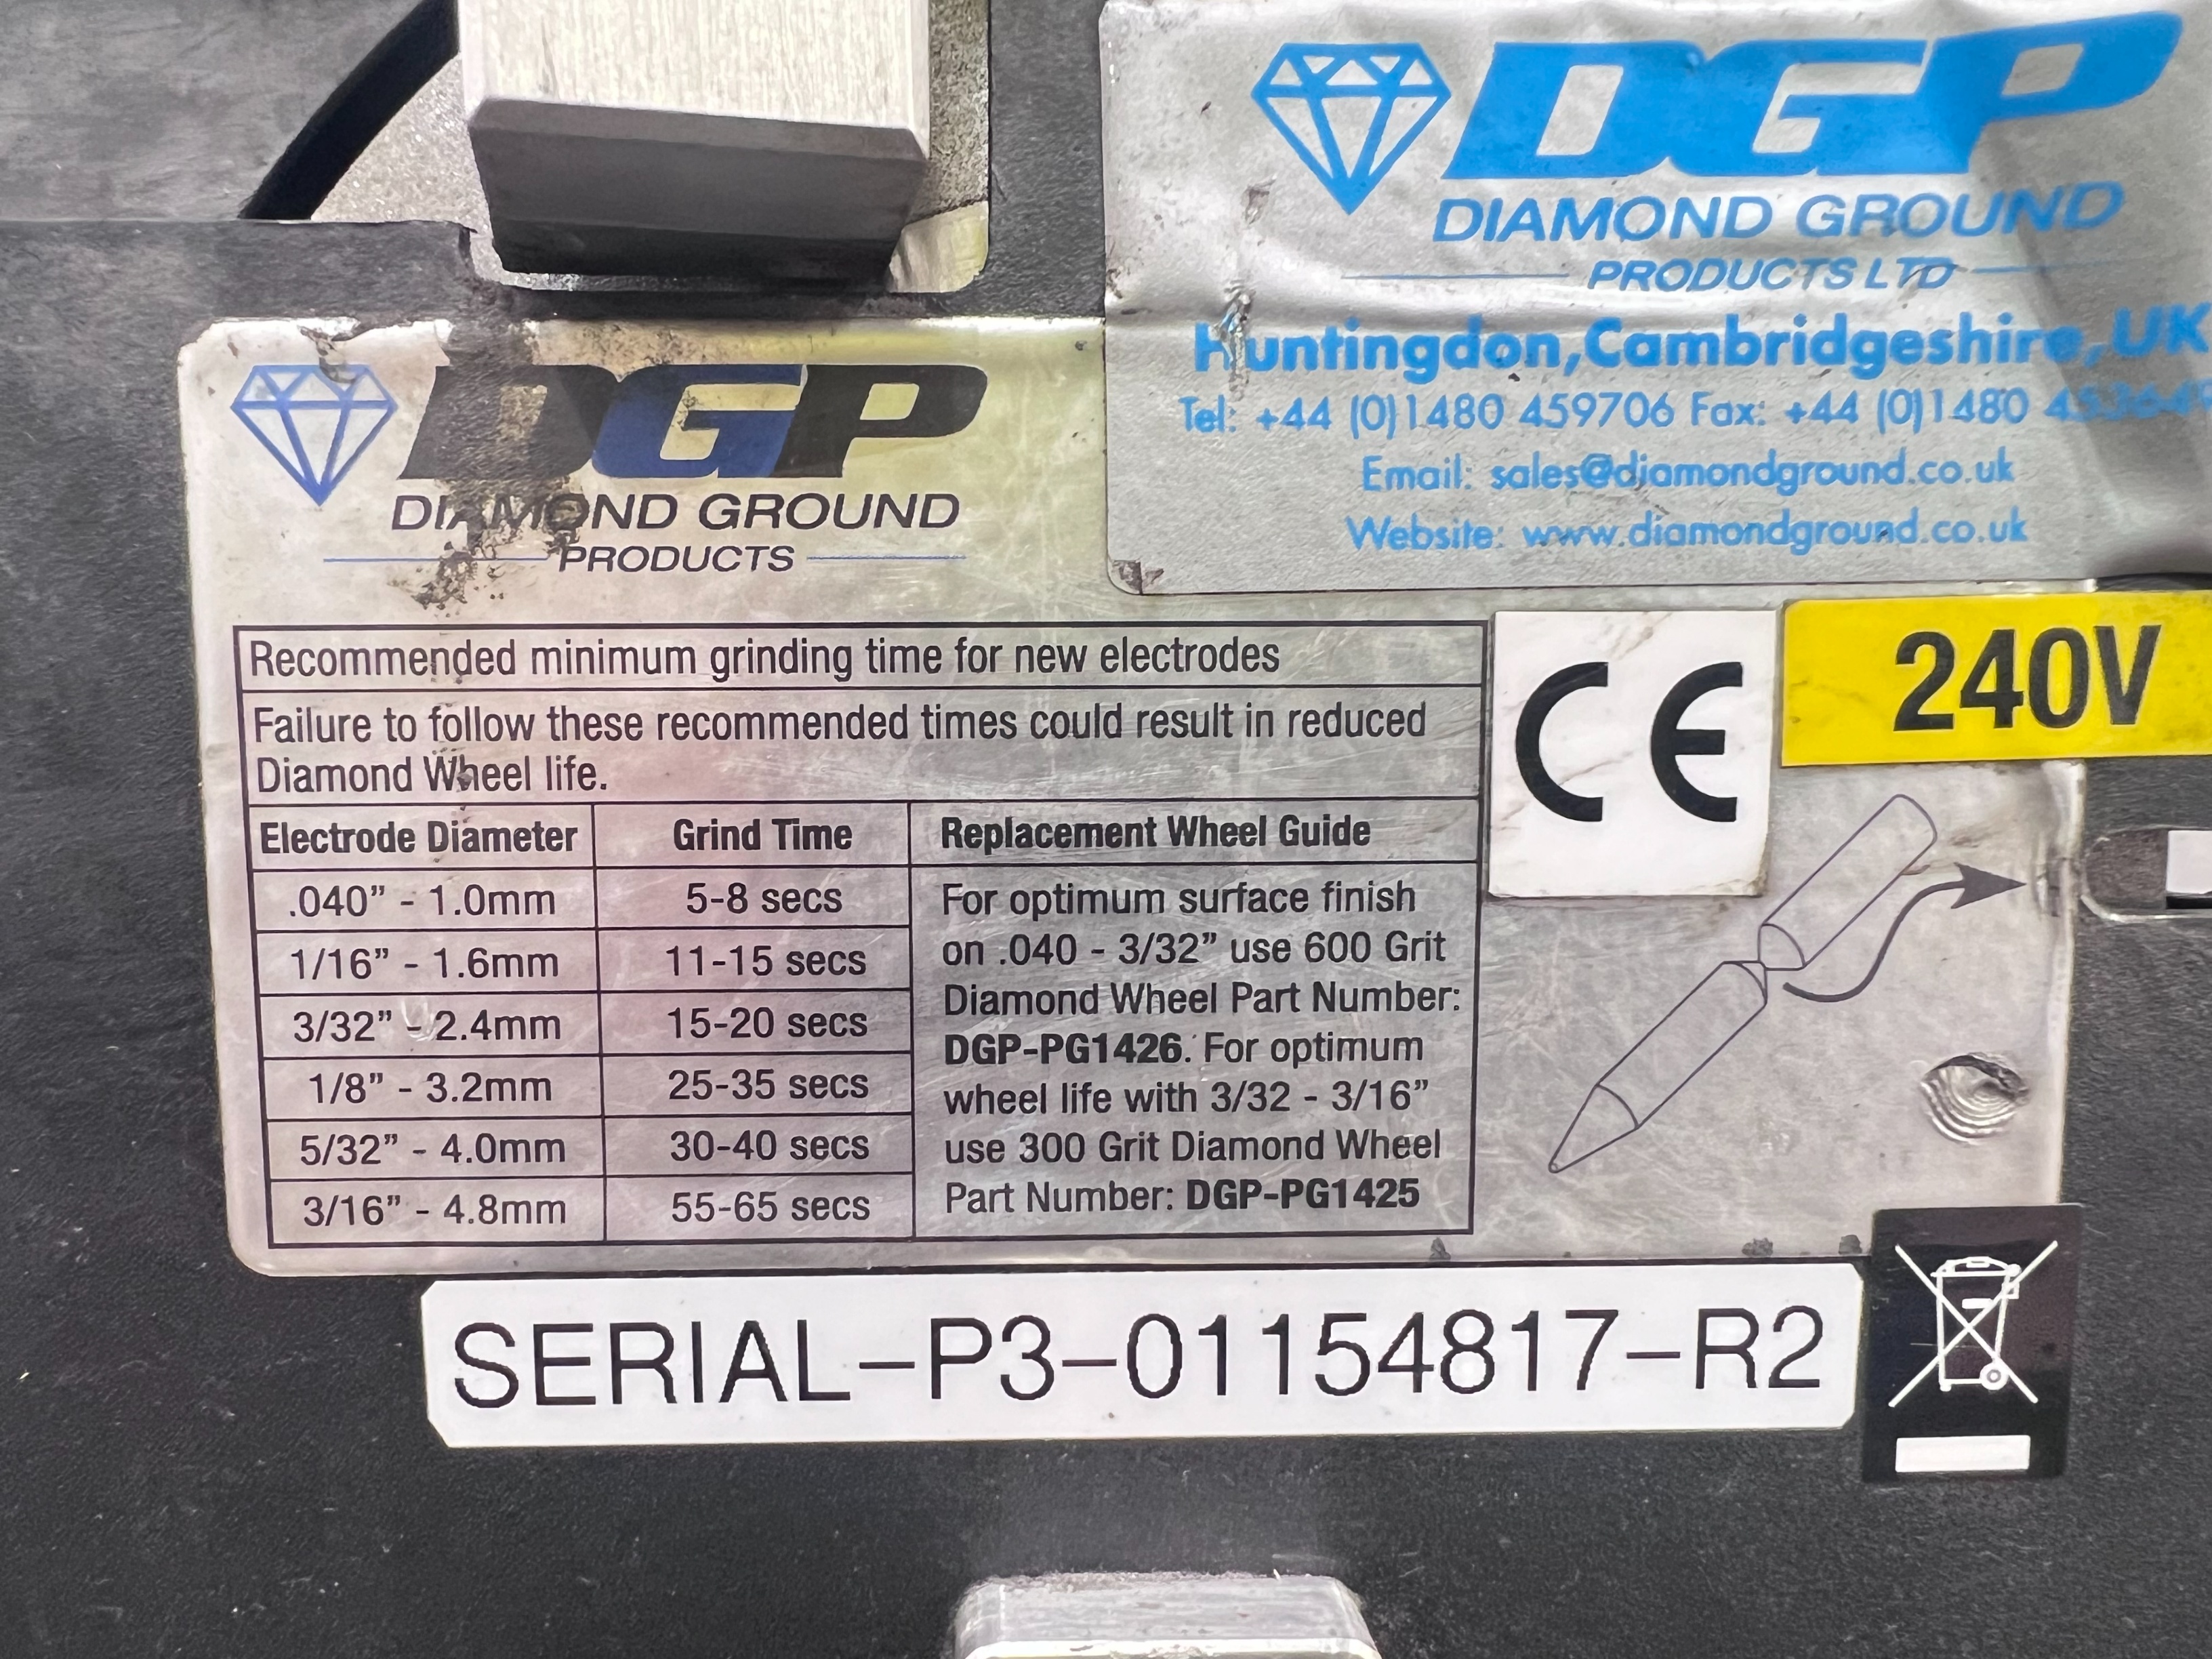 DGP
DIAMOND GROUND
PRODUCTS LTD
Huntingdon,Cambridgeshire,UK
Tel: +44 (0)1480 459706 Fax: +44 (0)1480
Email: sales@diamondground.co.uk
Website: www.diamondground.co.uk
DGP
DIAMOND GROUND
PRODUCTS
Recommended minimum grinding time for new electrodes
Failure to follow these recommended times could result in reduced
Diamond Wheel life.
Electrode Diameter Grind Time Replacement Wheel Guide
.040” - 1.0mm 5-8 secs
1/16” - 1.6mm 11-15 secs
3/32” - 2.4mm 15-20 secs
1/8” - 3.2mm 25-35 secs
5/32” - 4.0mm 30-40 secs
3/16” - 4.8mm 55-65 secs
For optimum surface finish
on .040 - 3/32” use 600 Grit
Diamond Wheel Part Number:
DGP-PG1426. For optimum
wheel life with 3/32 - 3/16”
use 300 Grit Diamond Wheel
Part Number: DGP-PG1425
CE
240V
SERIAL-P3-01154817-R2